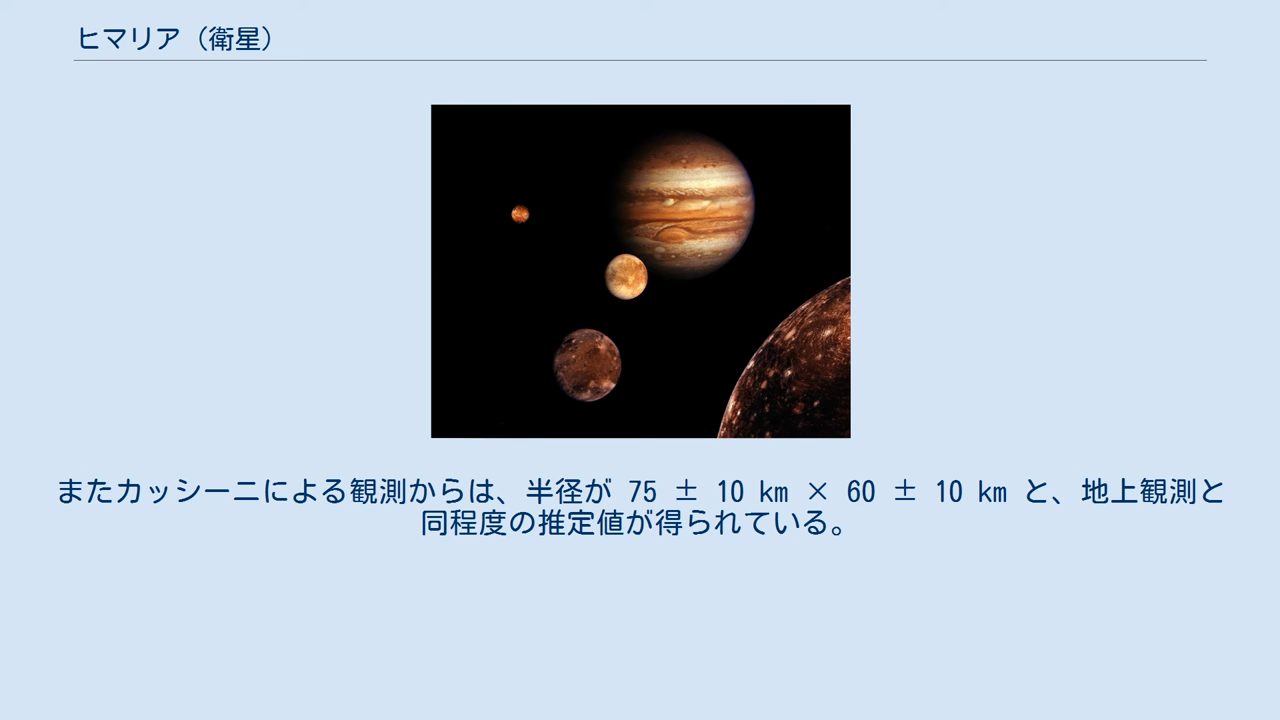 ヒマリア（衛星）
またカッシーニによる観測からは、半径が 75 ± 10 km × 60 ± 10 km と、地上観測と
同程度の推定値が得られている。